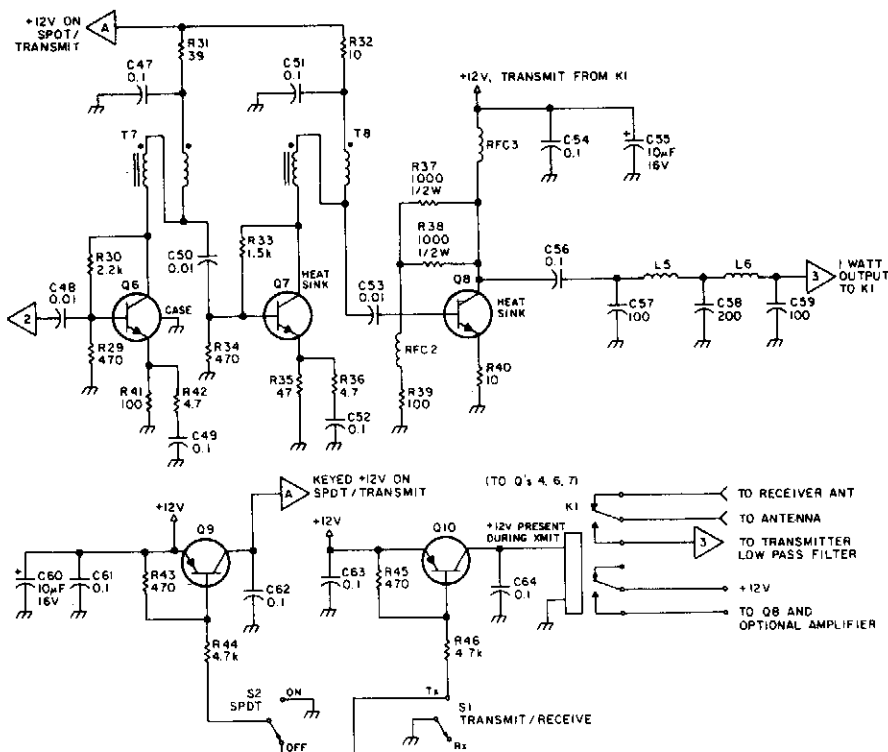 +12V ON
SPOT/
TRANSMIT
A
R31
39
R32
10
C47
0.1
C51
0.1
+12V, TRANSMIT FROM K1
T7
T8
RFC3
C54
0.1
C55
10µF
16V
+
R37
1000
1/2W
R38
1000
1/2W
R30
2.2k
C50
0.01
R33
1.5k
HEAT
SINK
C48
0.01
Q6
CASE
Q7
C53
0.01
Q8
HEAT
SINK
C56
0.1
L5
L6
3
1 WATT
OUTPUT
TO K1
2
C57
100
C58
200
C59
100
R29
470
R34
470
RFC2
R41
100
R42
4.7
R35
47
R36
4.7
R39
100
R40
10
C49
0.1
C52
0.1
A
KEYED +12V ON
SPDT/TRANSMIT
(TO Q's 4, 6, 7)
+12V
Q9
+12V
Q10
+12V PRESENT
DURING XMIT
K1
TO RECEIVER ANT
TO ANTENNA
3
TO TRANSMITTER
LOW PASS FILTER
+12V
TO Q8 AND
OPTIONAL AMPLIFIER
+
C60
10µF
16V
C61
0.1
R43
470
C62
0.1
C63
0.1
R45
470
C64
0.1
R44
4.7k
R46
4.7k
S2
SPDT
ON
OFF
Tx
S1
TRANSMIT/RECEIVE
Rx